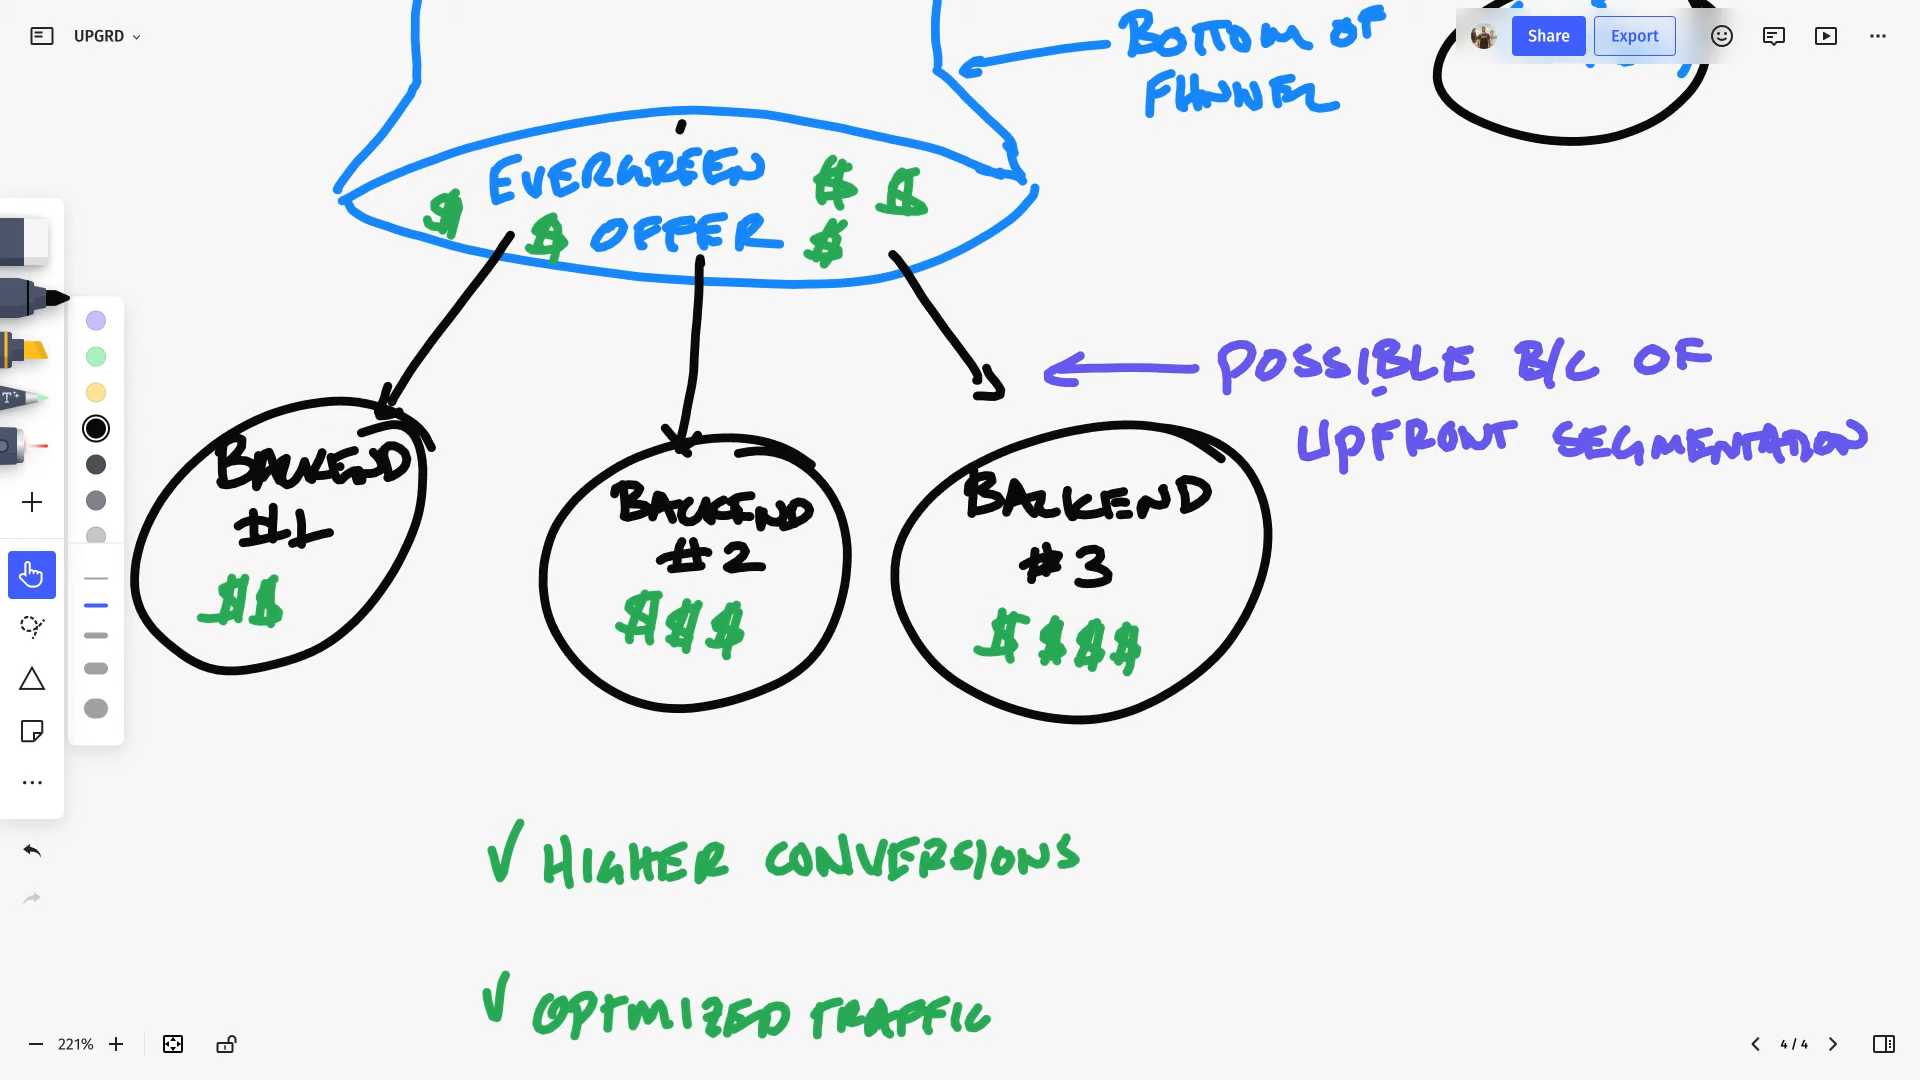 UPGRD
Share
Export
BOTTOM OF
FUNNEL
EVERGREEN
OFFER
$ $ $ $ $
POSSIBLE B/C OF
UPFRONT SEGMENTATION
BACKEND
#1
$$
BACKEND
#2
$$$
BACKEND
#3
$$$$
✓ HIGHER CONVERSIONS
✓ OPTMIZED TRAFFIC
221%
4 / 4